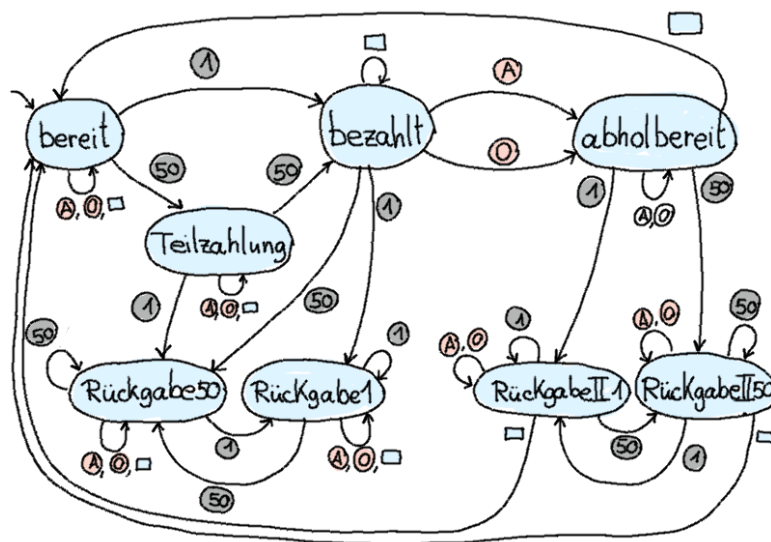 1
A
bereit
bezahlt
O
abholbereit
50
50
1
1
50
A, O,
A, O
Teilzahlung
1
A, O,
50
50
1
A, O
1
A, O
50
Rückgabe50
Rückgabe1
RückgabeII1
RückgabeII50
A, O,
1
A, O,
50
1
50